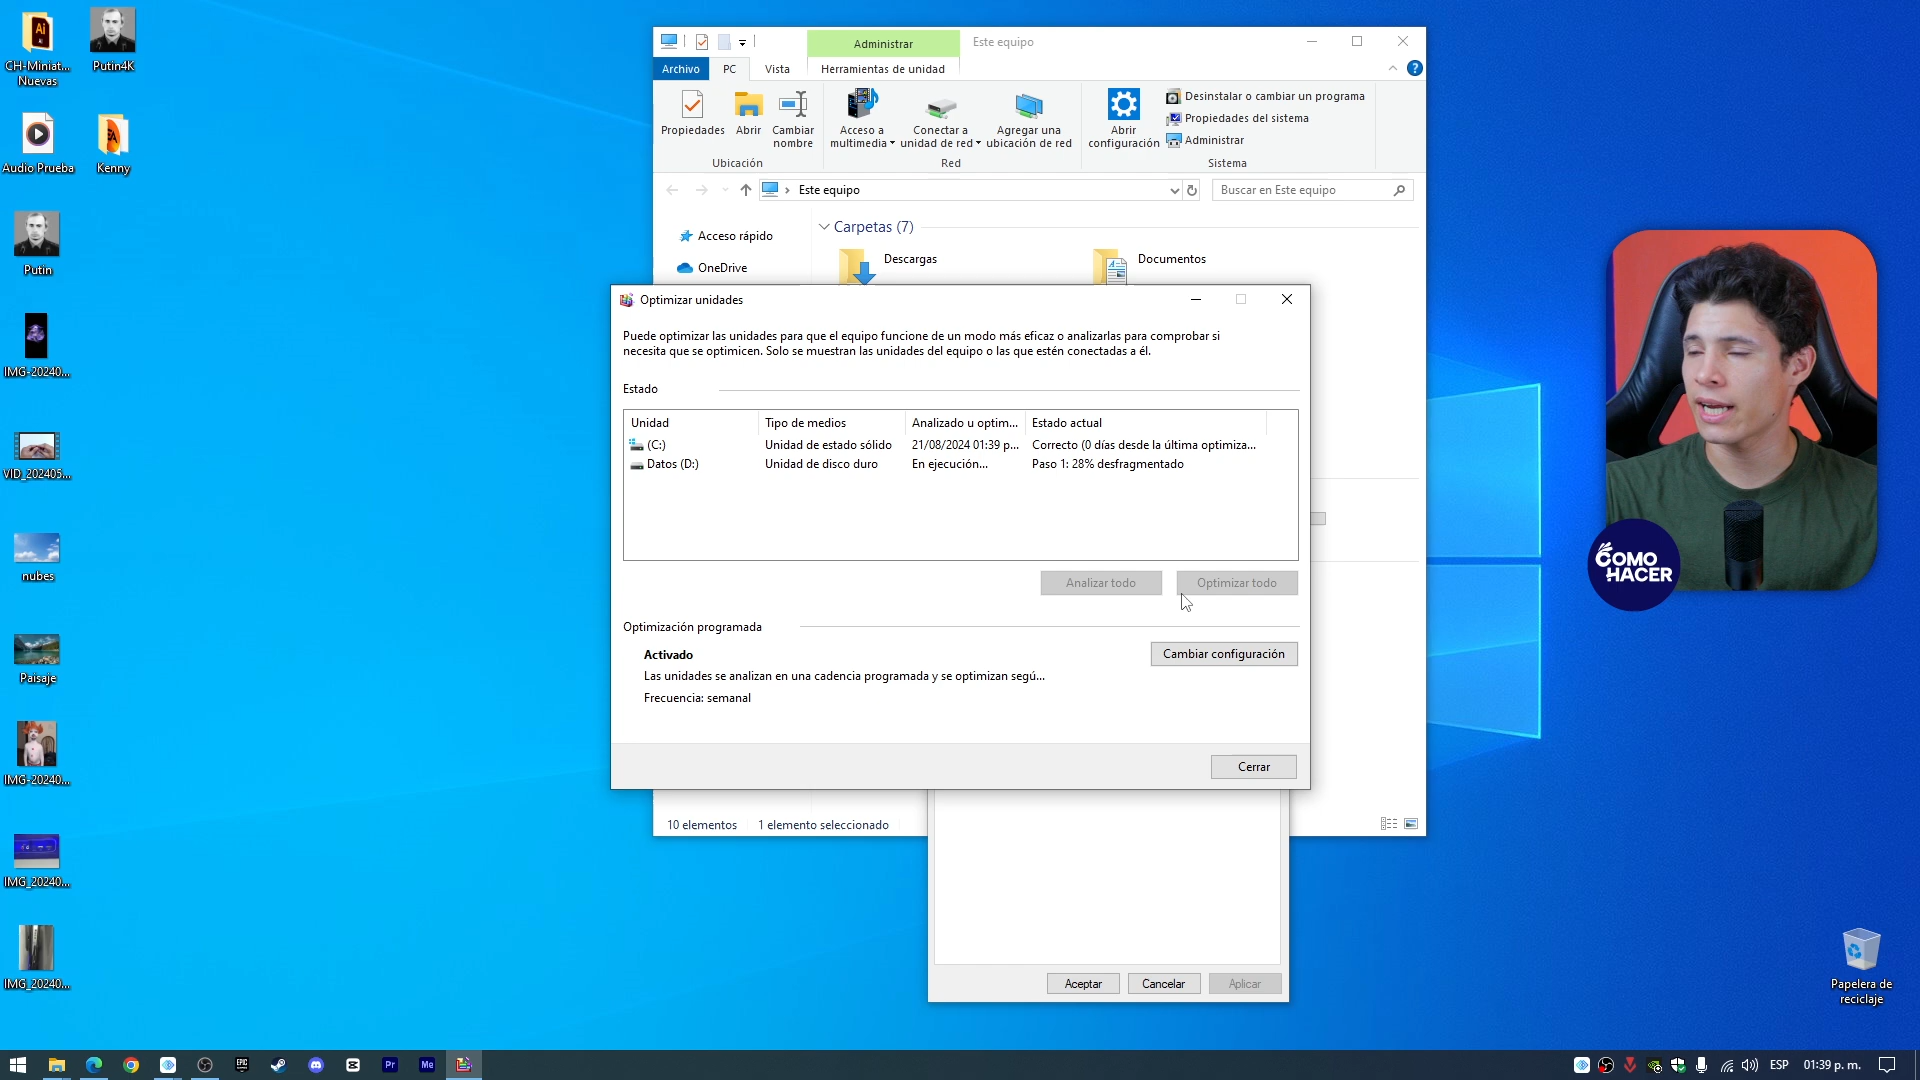 CH-Miniat...
Nuevas
Putin4K
Audio Prueba
Kenny
Putin
IMG-20240...
VID_202405...
nubes
Paisaje
IMG-20240...
IMG_20240...
IMG_20240...
Administrar
Este equipo
Archivo
PC
Vista
Herramientas de unidad
Propiedades
Abrir
Cambiar
nombre
Acceso a
multimedia
Conectar a
unidad de red
Agregar una
ubicación de red
Abrir
configuración
Desinstalar o cambiar un programa
Propiedades del sistema
Administrar
Ubicación
Red
Sistema
Este equipo
Buscar en Este equipo
Acceso rápido
OneDrive
Carpetas (7)
Descargas
Documentos
Optimizar unidades
Puede optimizar las unidades para que el equipo funcione de un modo más eficaz o analizarlas para comprobar si
necesita que se optimicen. Solo se muestran las unidades del equipo o las que estén conectadas a él.
Estado
Unidad Tipo de medios Analizado u optim... Estado actual
(C:) Unidad de estado sólido 21/08/2024 01:39 p... Correcto (0 días desde la última optimiza...
Datos (D:) Unidad de disco duro En ejecución... Paso 1: 28% desfragmentado
Analizar todo
Optimizar todo
Optimización programada
Activado
Cambiar configuración
Las unidades se analizan en una cadencia programada y se optimizan segú...
Frecuencia: semanal
Cerrar
10 elementos
1 elemento seleccionado
Aceptar
Cancelar
Aplicar
COMO
HACER
Papelera de
reciclaje
Ai
EPIC
GAMES
Pr
Me
ESP
01:39 p. m.